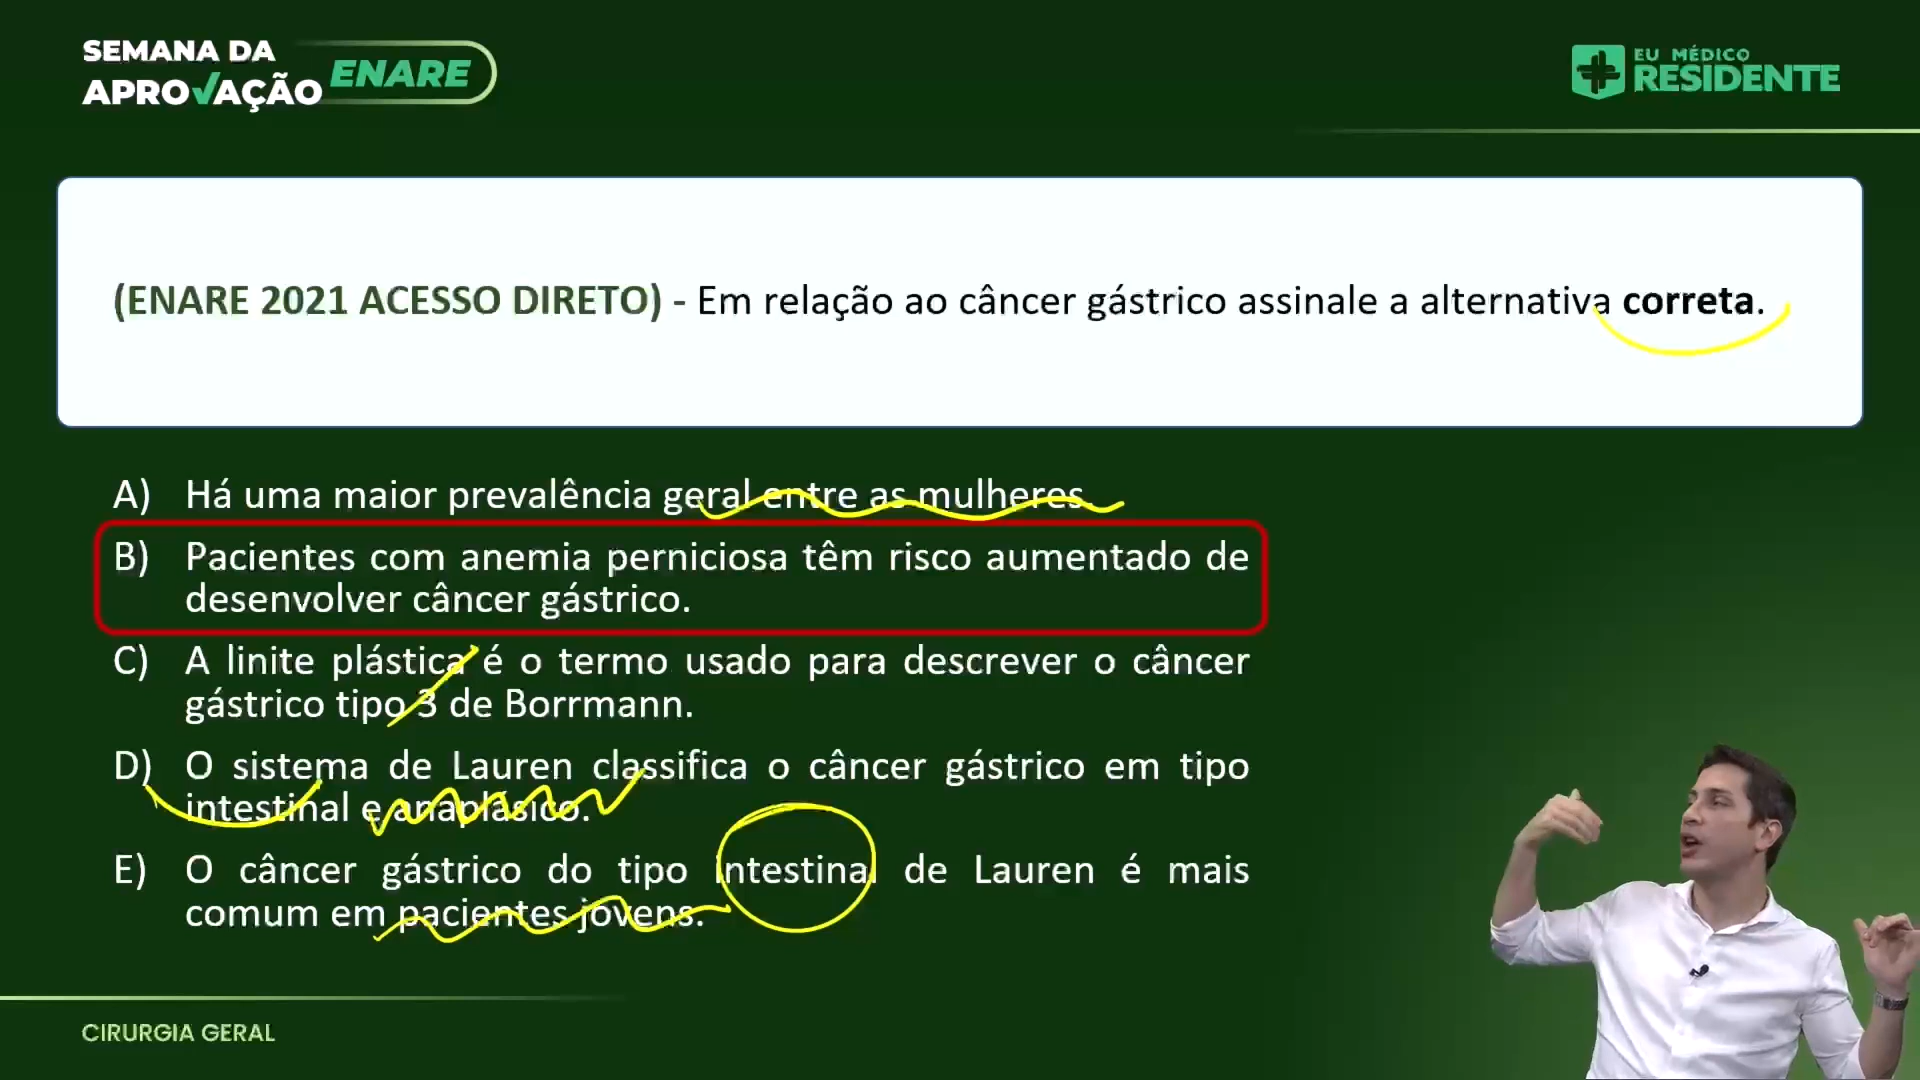 SEMANA DA
APROVAÇÃO ENARE
EU MÉDICO
RESIDENTE
(ENARE 2021 ACESSO DIRETO) - Em relação ao câncer gástrico assinale a alternativa correta.
A) Há uma maior prevalência geral entre as mulheres.
B) Pacientes com anemia perniciosa têm risco aumentado de
desenvolver câncer gástrico.
C) A linite plástica é o termo usado para descrever o câncer
gástrico tipo 3 de Borrmann.
D) O sistema de Lauren classifica o câncer gástrico em tipo
intestinal e anaplásico.
E) O câncer gástrico do tipo intestinal de Lauren é mais
comum em pacientes jovens.
CIRURGIA GERAL